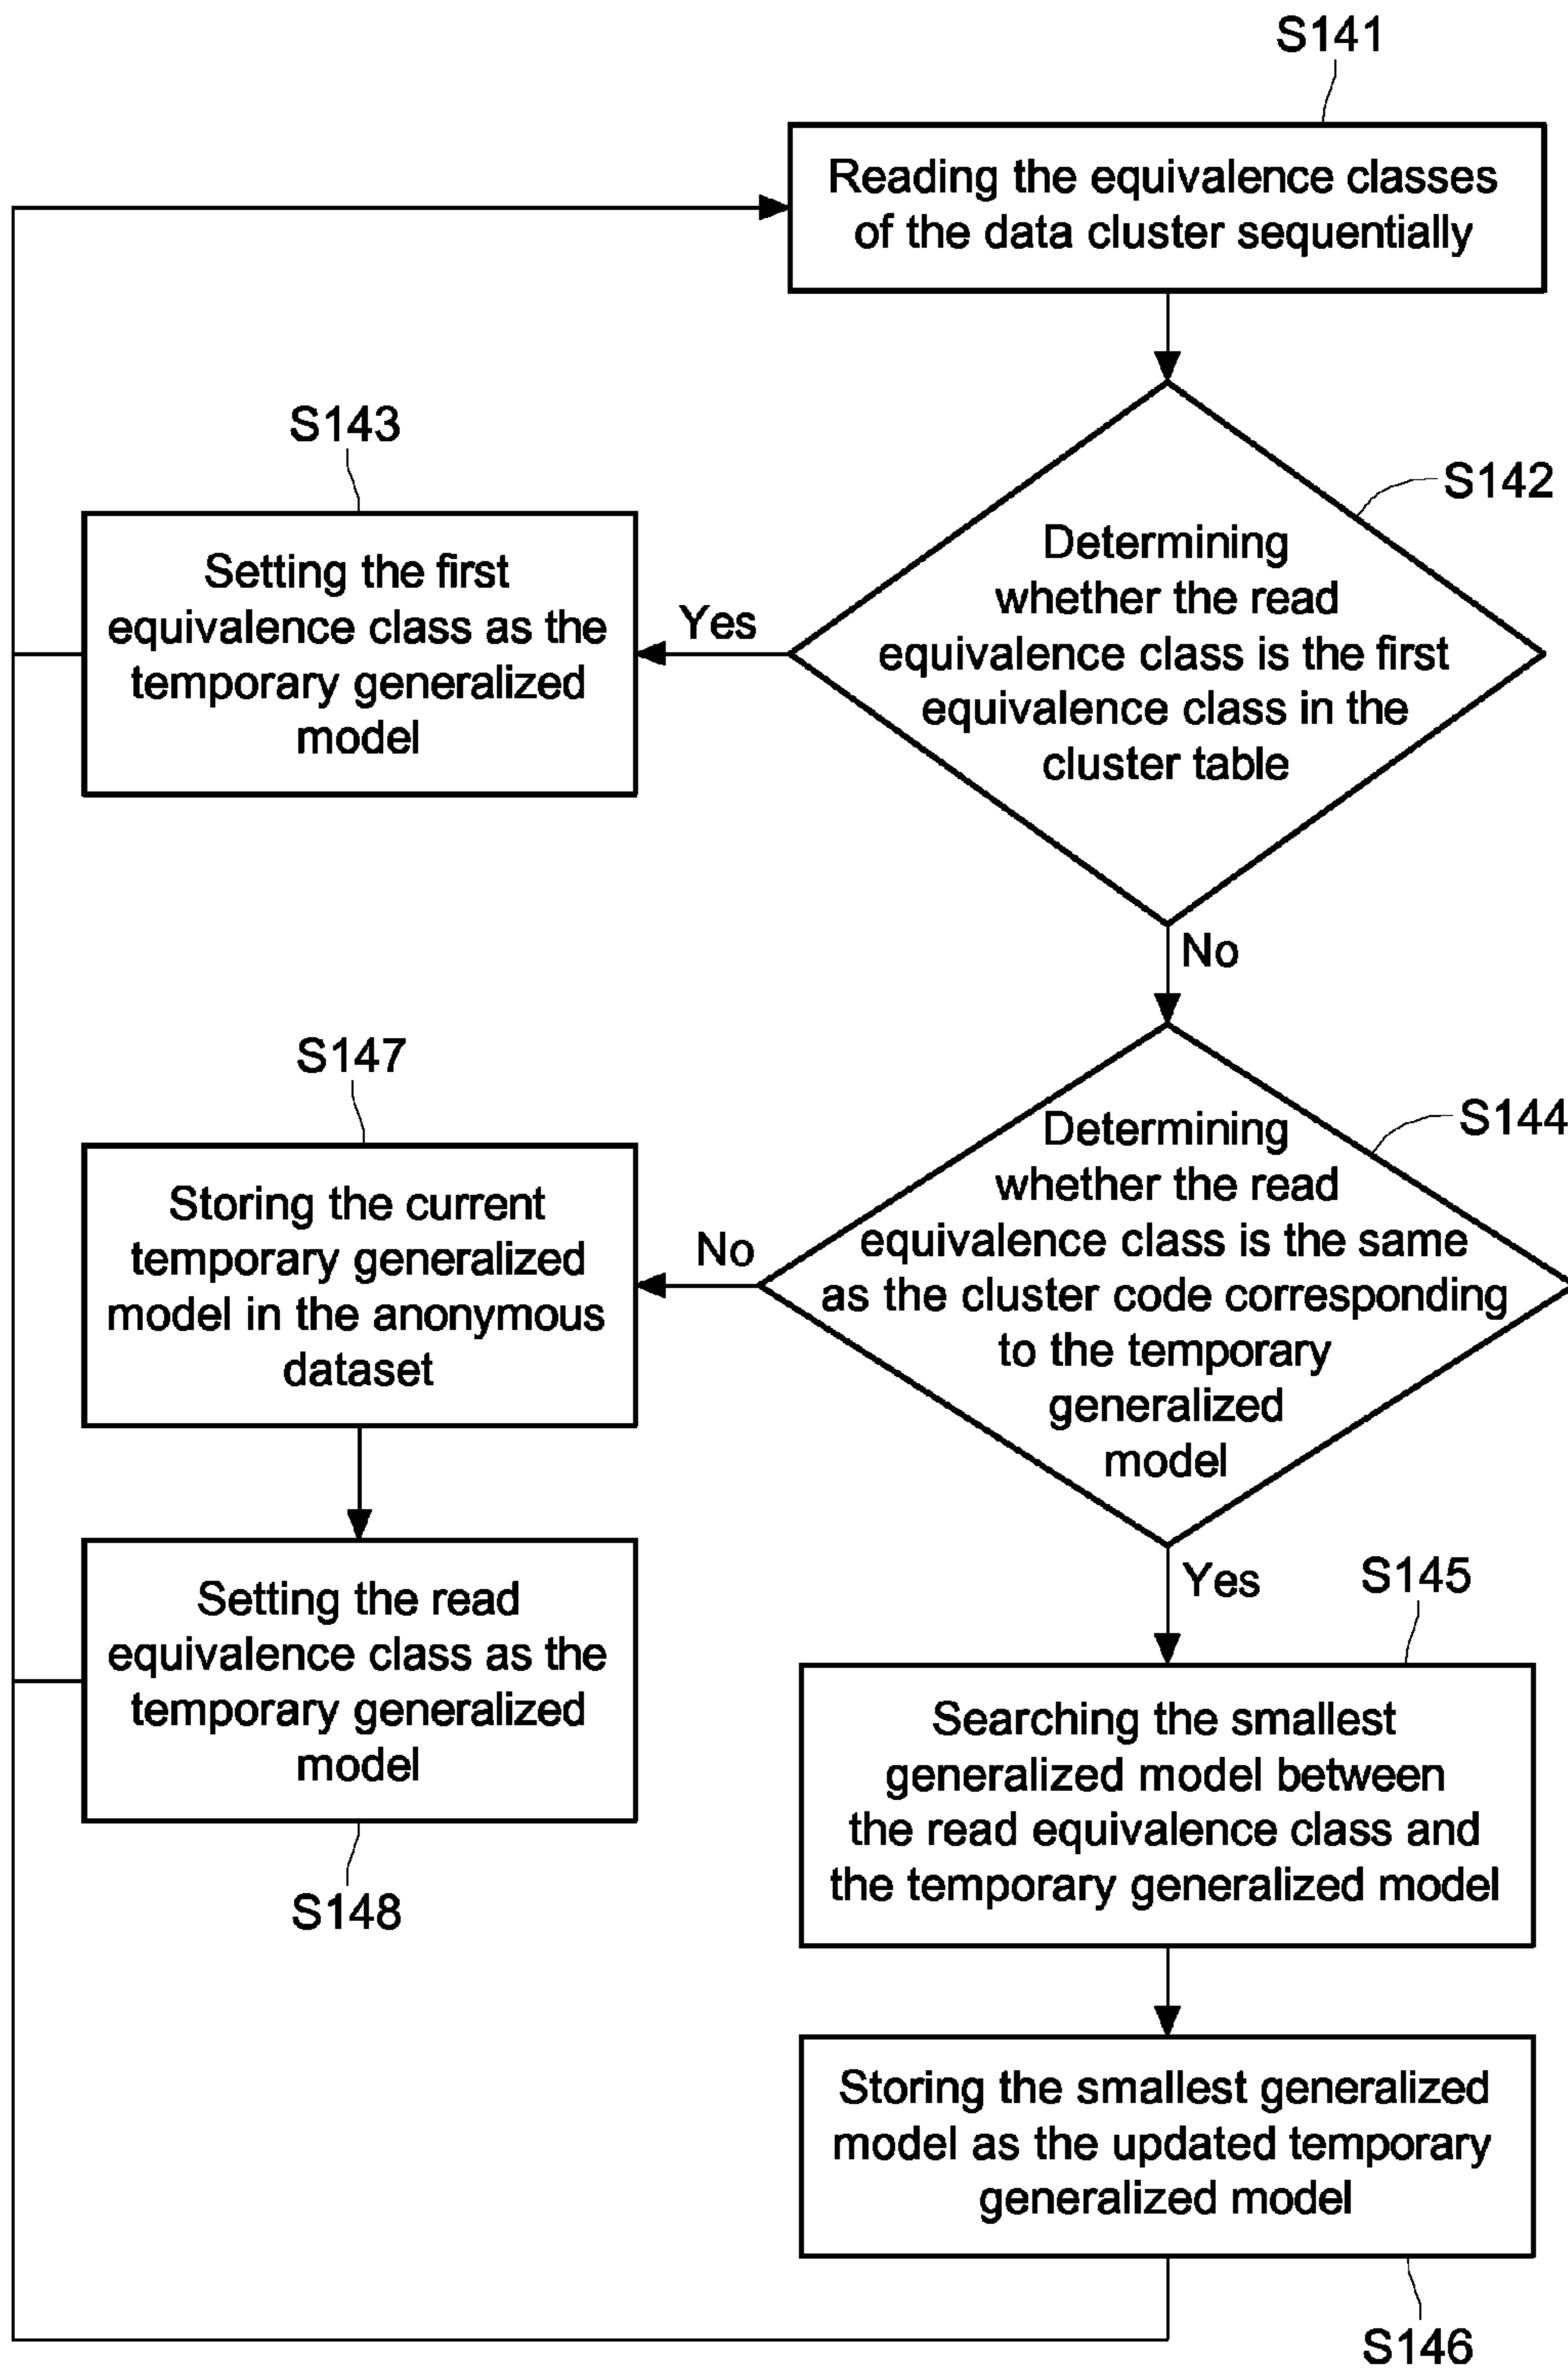 S141
Reading the equivalence classes
of the data cluster sequentially
S142
Determining
whether the read
equivalence class is the first
equivalence class in the
cluster table
Yes
S143
Setting the first
equivalence class as the
temporary generalized
model
No
S144
Determining
whether the read
equivalence class is the same
as the cluster code corresponding
to the temporary
generalized
model
No
S147
Storing the current
temporary generalized
model in the anonymous
dataset
Setting the read
equivalence class as the
temporary generalized
model
S148
Yes
S145
Searching the smallest
generalized model between
the read equivalence class and
the temporary generalized model
Storing the smallest generalized
model as the updated temporary
generalized model
S146